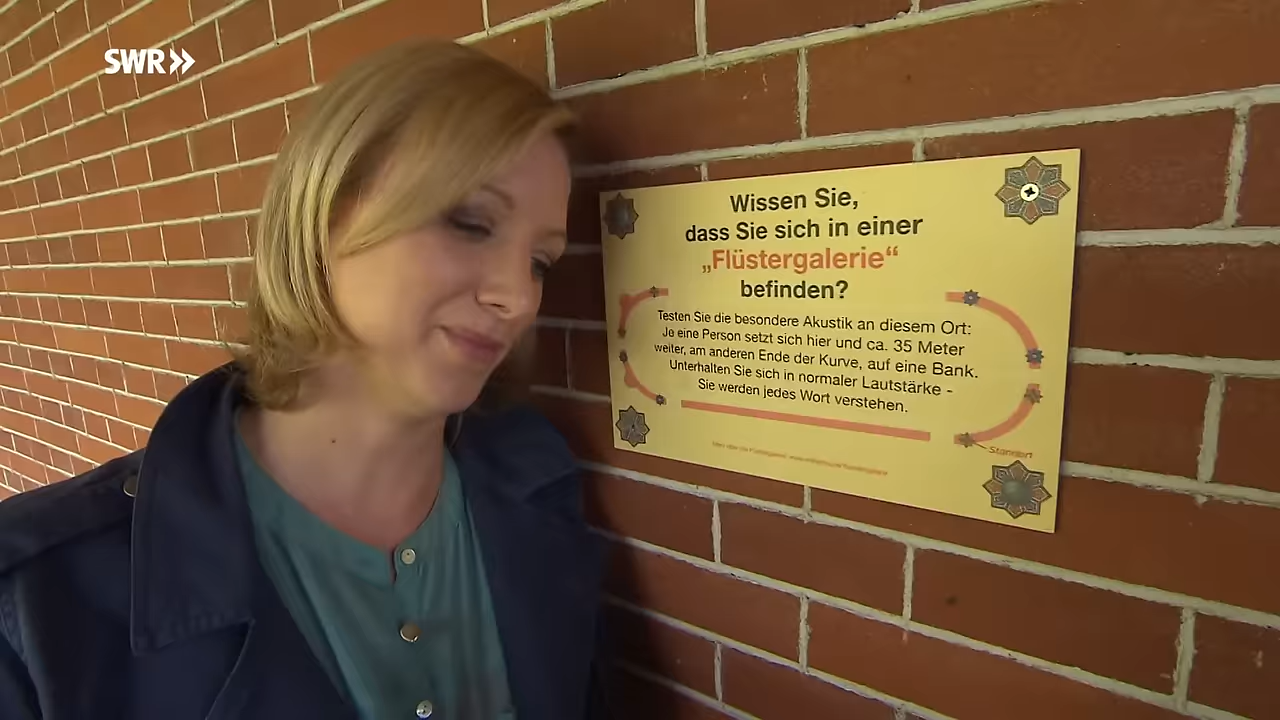 SWR»
Wissen Sie,
dass Sie sich in einer
„Flüstergalerie“
befinden?
Testen Sie die besondere Akustik an diesem Ort:
Je eine Person setzt sich hier und ca. 35 Meter
weiter, am anderen Ende der Kurve, auf eine Bank.
Unterhalten Sie sich in normaler Lautstärke -
Sie werden jedes Wort verstehen.
Standort